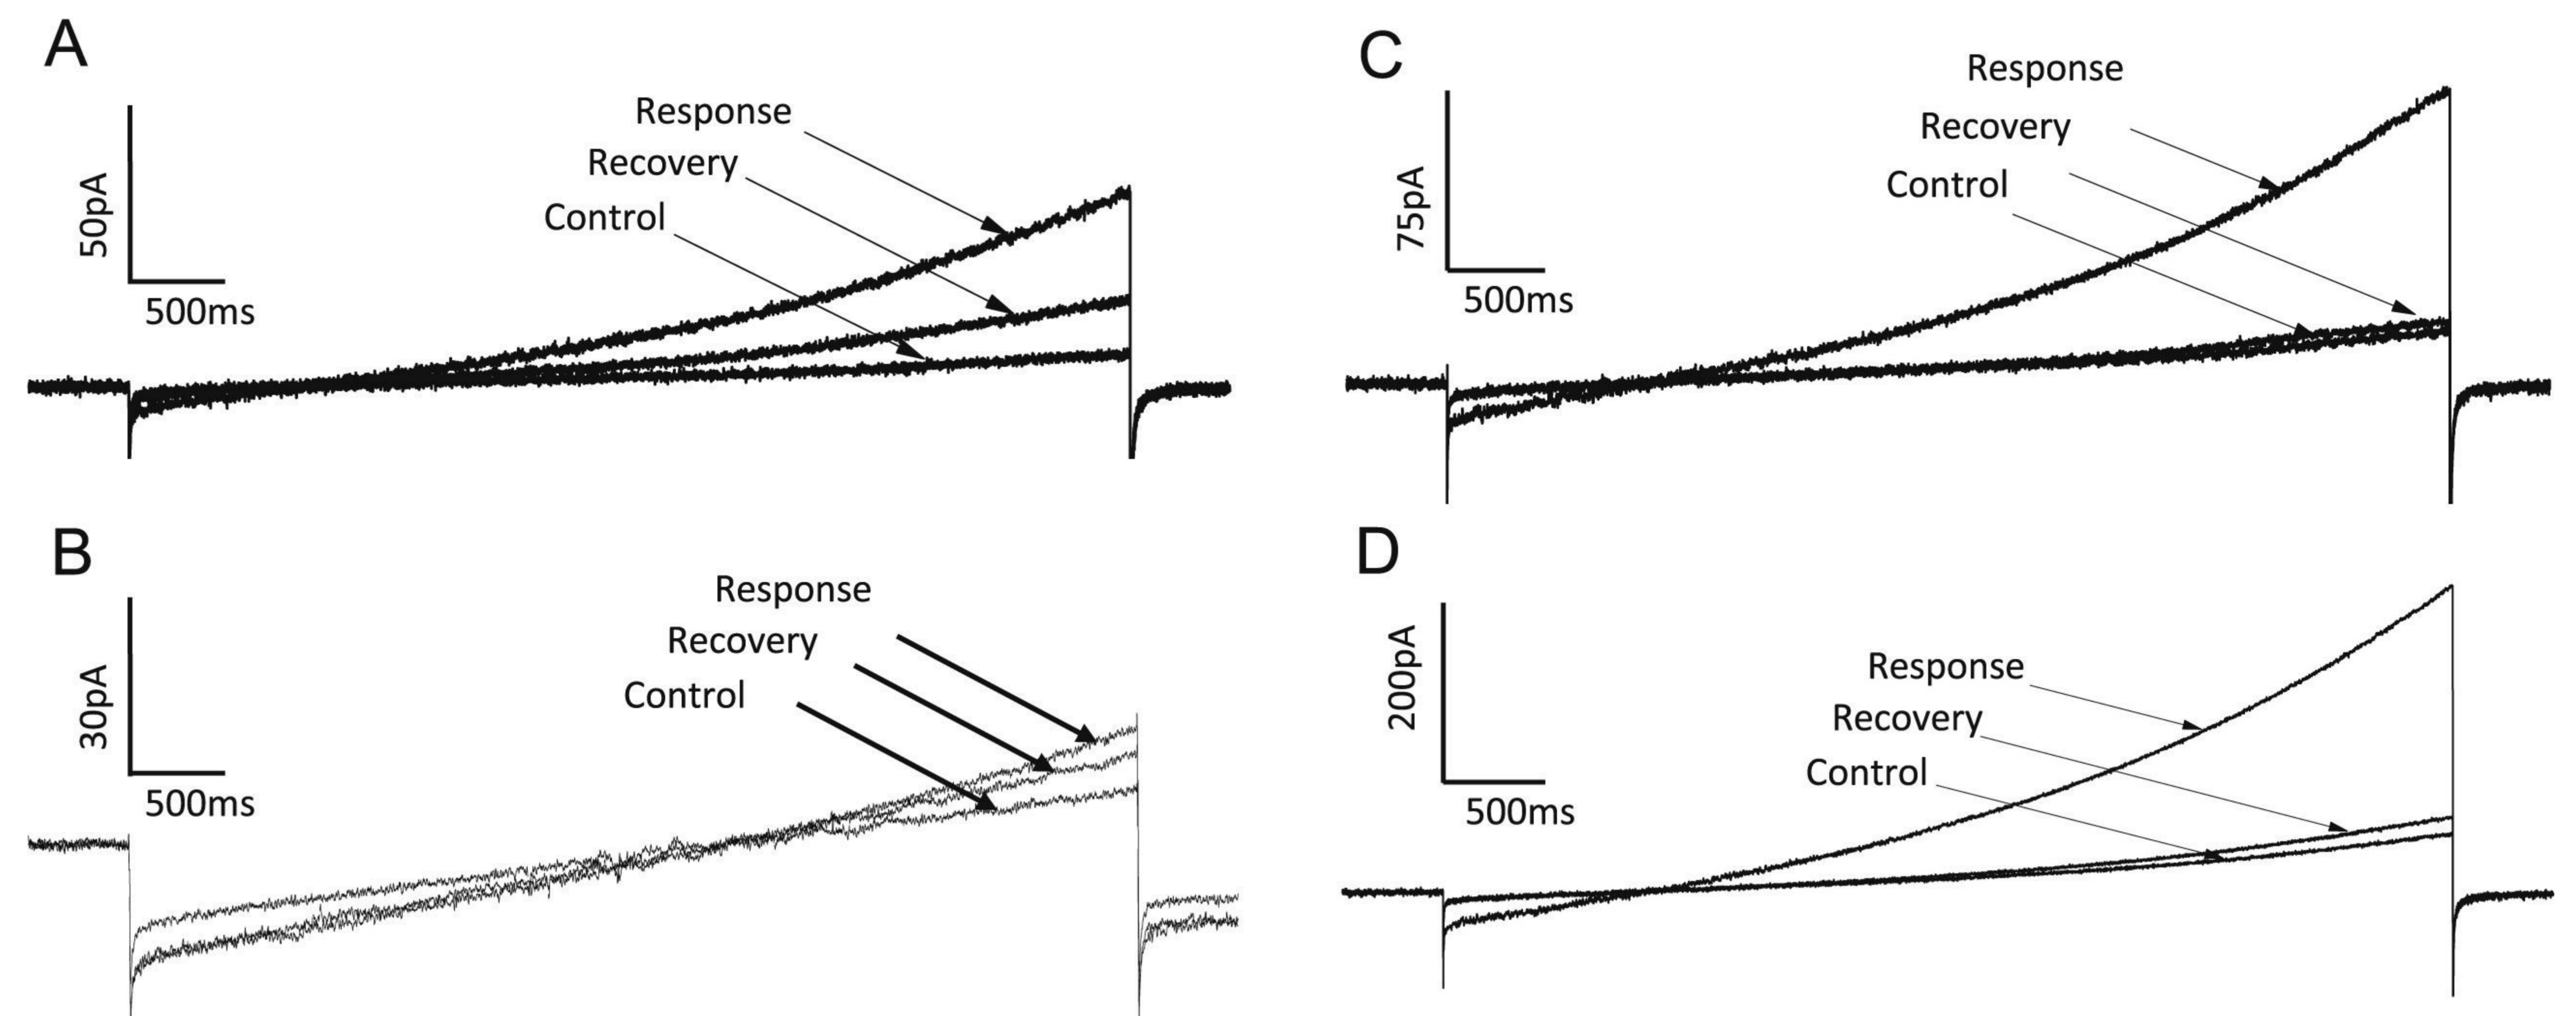 A
50pA
500ms
Response
Recovery
Control
B
30pA
500ms
Response
Recovery
Control
C
75pA
500ms
Response
Recovery
Control
D
200pA
500ms
Response
Recovery
Control